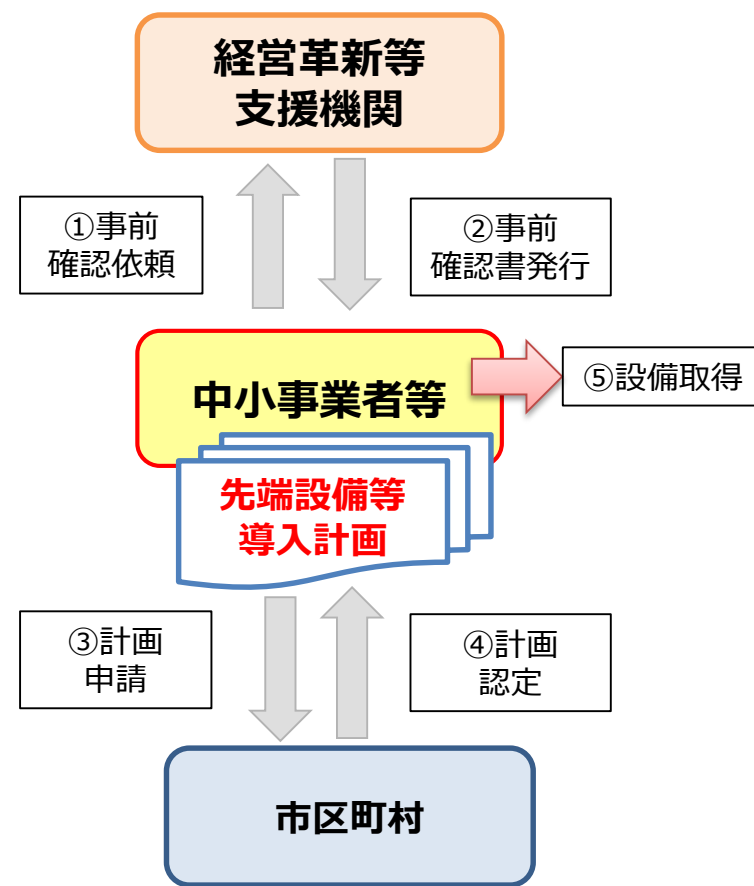 経営革新等
支援機関
①事前
確認依頼
②事前
確認書発行
中小事業者等
⑤設備取得
先端設備等
導入計画
③計画
申請
④計画
認定
市区町村